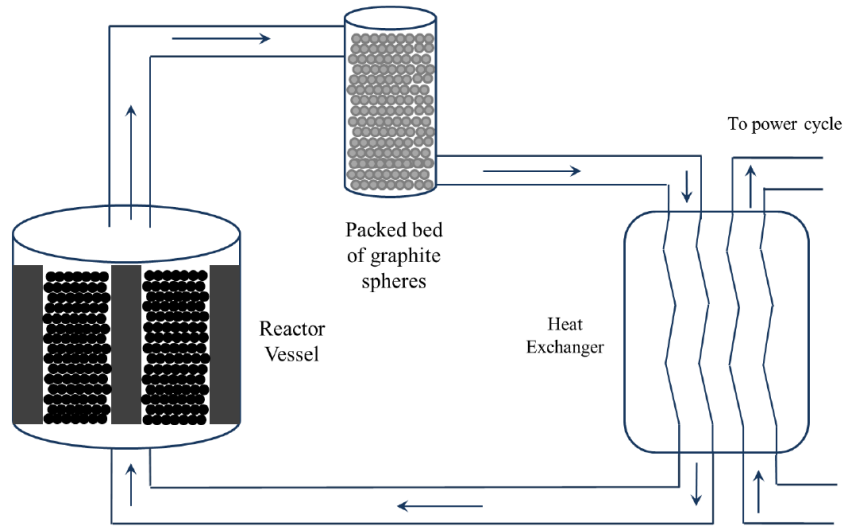 To power cycle
Packed bed
of graphite
spheres
Reactor
Vessel
Heat
Exchanger